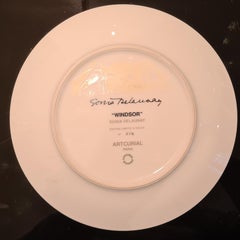 Sonia Delaunay
"WINDSOR"
SONIA DELAUNAY
ARTCURIAL
PARIS